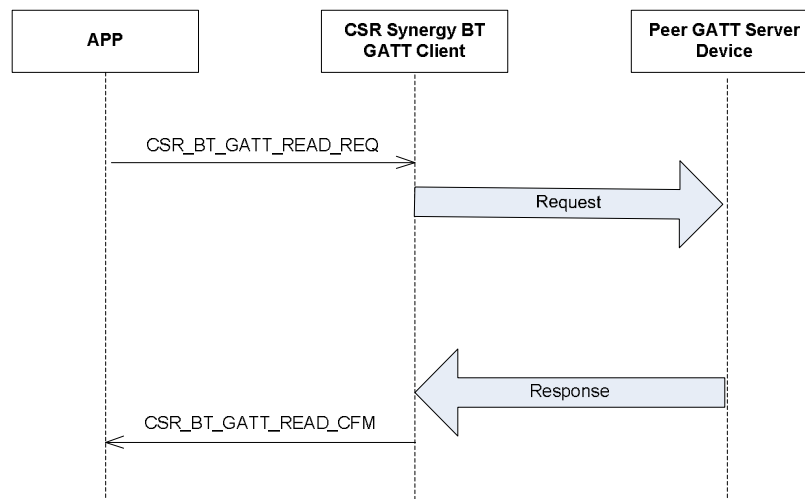 APP
CSR Synergy BT
GATT Client
Peer GATT Server
Device
CSR_BT_GATT_READ_REQ
Request
Response
CSR_BT_GATT_READ_CFM